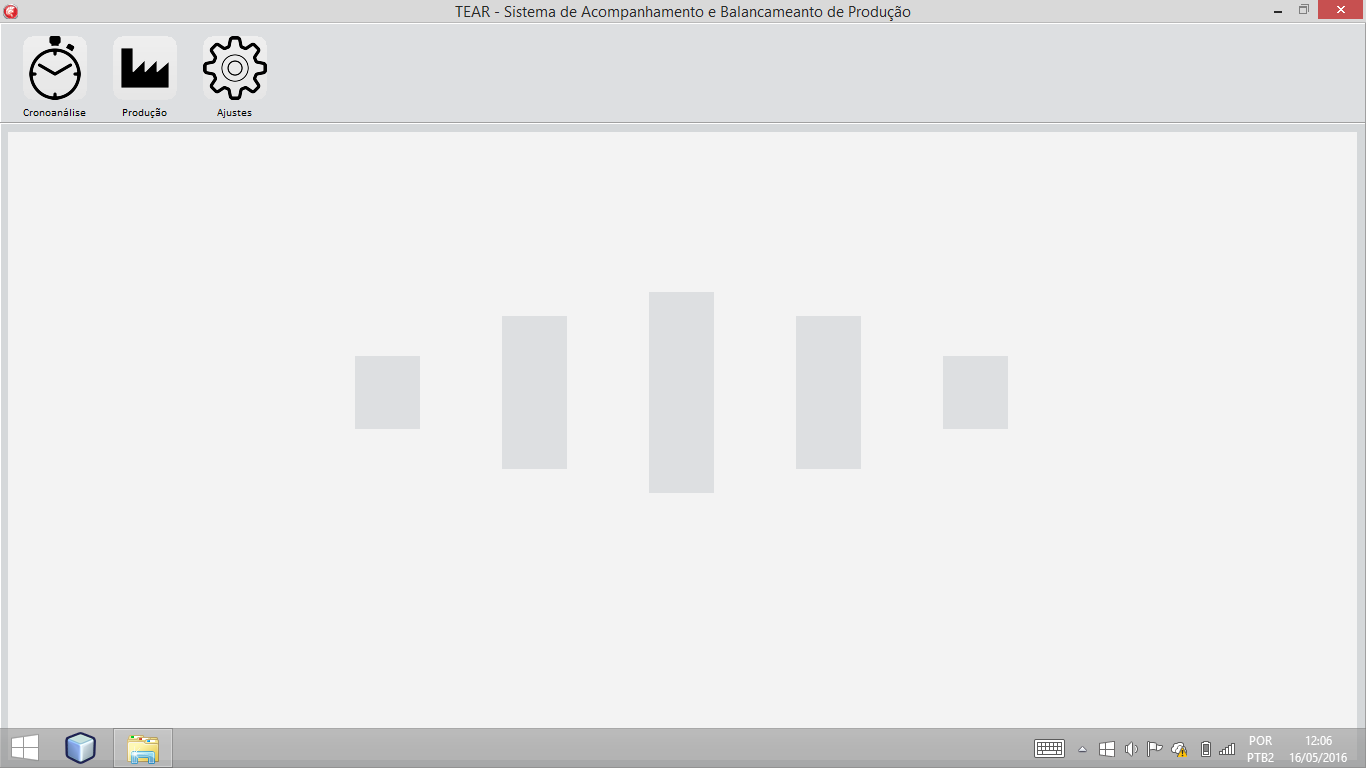 TEAR - Sistema de Acompanhamento e Balancameanto de Produção
Cronoanálise Produção Ajustes
POR 12:06
PTB2 16/05/2016